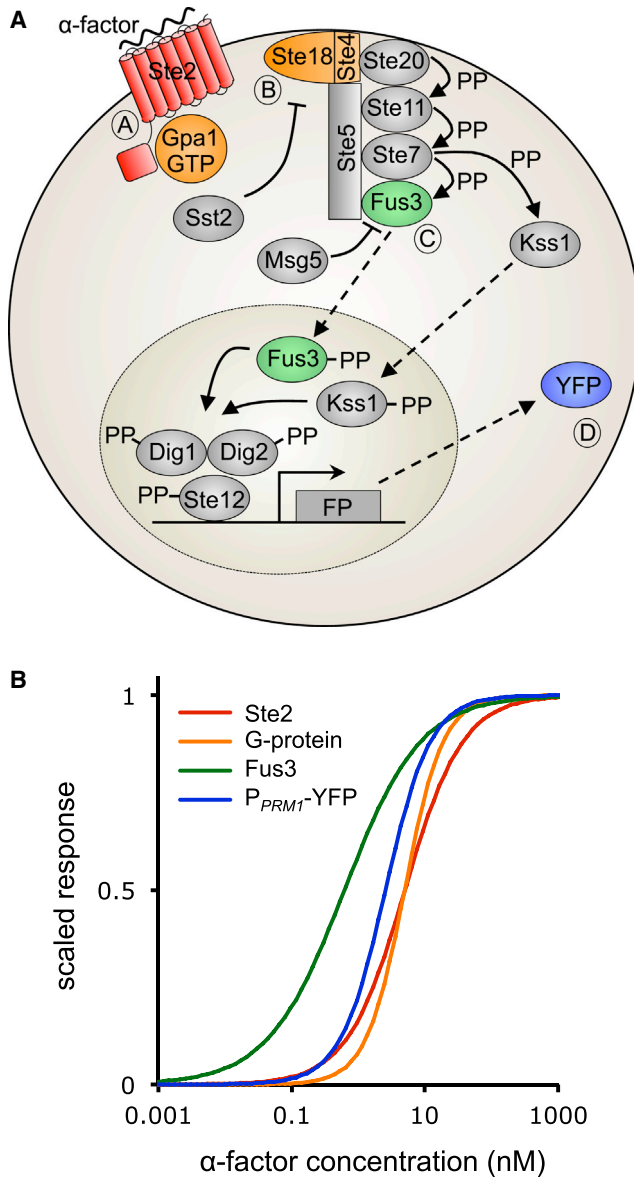 A
α-factor
Ste2
A
Gpa1
GTP
Sst2
B
Ste18
Ste4
Ste20
PP
Ste11
PP
Ste5
Ste7
PP
PP
Fus3
C
Kss1
Msg5
Fus3
PP
Kss1
PP
PP
Dig1
Dig2
PP
PP
Ste12
FP
YFP
D
B
1
Ste2
G-protein
Fus3
PPRM1-YFP
scaled response
0.5
0
0.001
0.1
10
1000
α-factor concentration (nM)